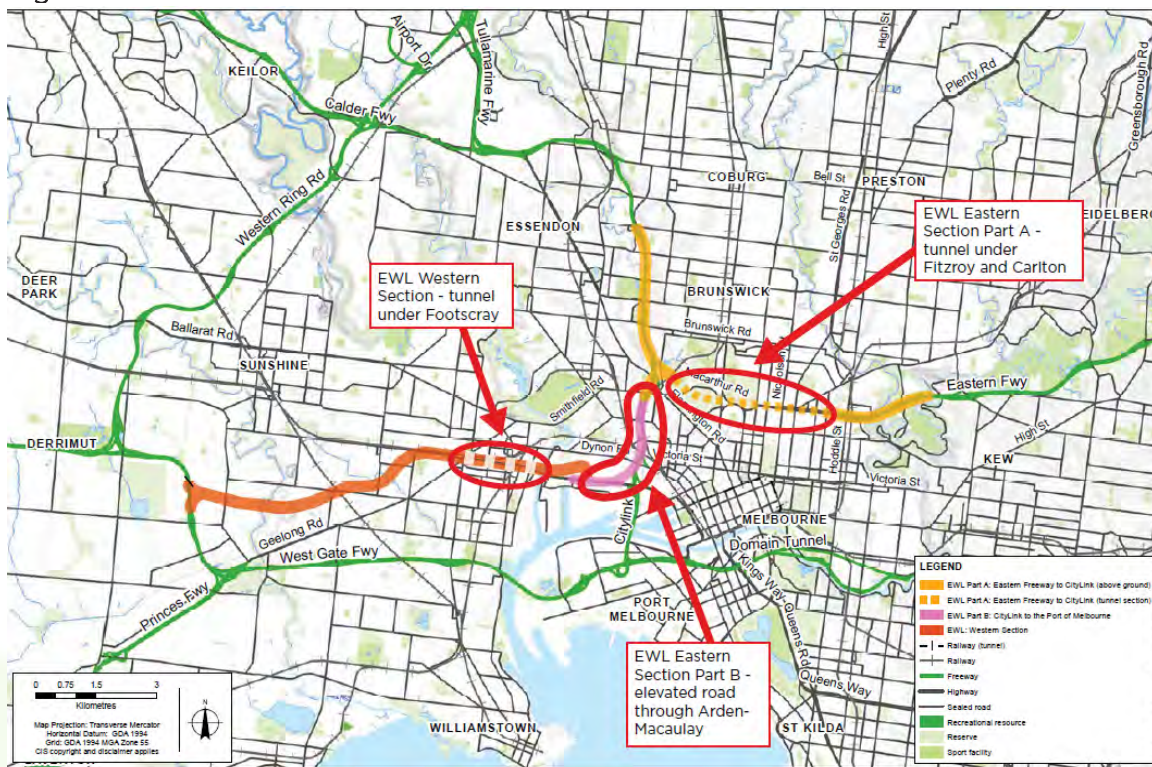 KEILOR
Airport Dr
Tullamarine Fwy
High St
Plenty Rd
Greensborough Rd
Calder Fwy
Western Ring Rd
COBURG
Bell St
PRESTON
St Georges Rd
EIDELBERG
ESSENDON
EWL Eastern
Section Part A -
tunnel under
Fitzroy and Carlton
EWL Western
Section - tunnel
under Footscray
DEER
PARK
BRUNSWICK
Brunswick Rd
Ballarat Rd
SUNSHINE
Smithfield Rd
Macarthur Rd
Eastern Fwy
High St
DERRIMUT
Victoria St
Hoddle St
KEW
Victoria St
Geelong Rd
Citylink
MELBOURNE
West Gate Fwy
Domain Tunnel
Kings Way
Queens Rd
Princes Fwy
PORT
MELBOURNE
EWL Eastern
Section Part B -
elevated road
through Arden-
Macaulay
Queens Way
WILLIAMSTOWN
ST KILDA
0 0.75 1.5 3
Kilometres
Map Projection: Transverse Mercator
Horizontal Datum: GDA 1994
Grid: GDA 1994 MGA Zone 55
CIS copyright and disclaimer applies
LEGEND
EWL Part A: Eastern Freeway to CityLink (above ground)
EWL Part A: Eastern Freeway to CityLink (tunnel section)
EWL Part B: CityLink to the Port of Melbourne
EWL: Western Section
Railway (tunnel)
Railway
Freeway
Highway
Sealed road
Recreational resource
Reserve
Sport facility